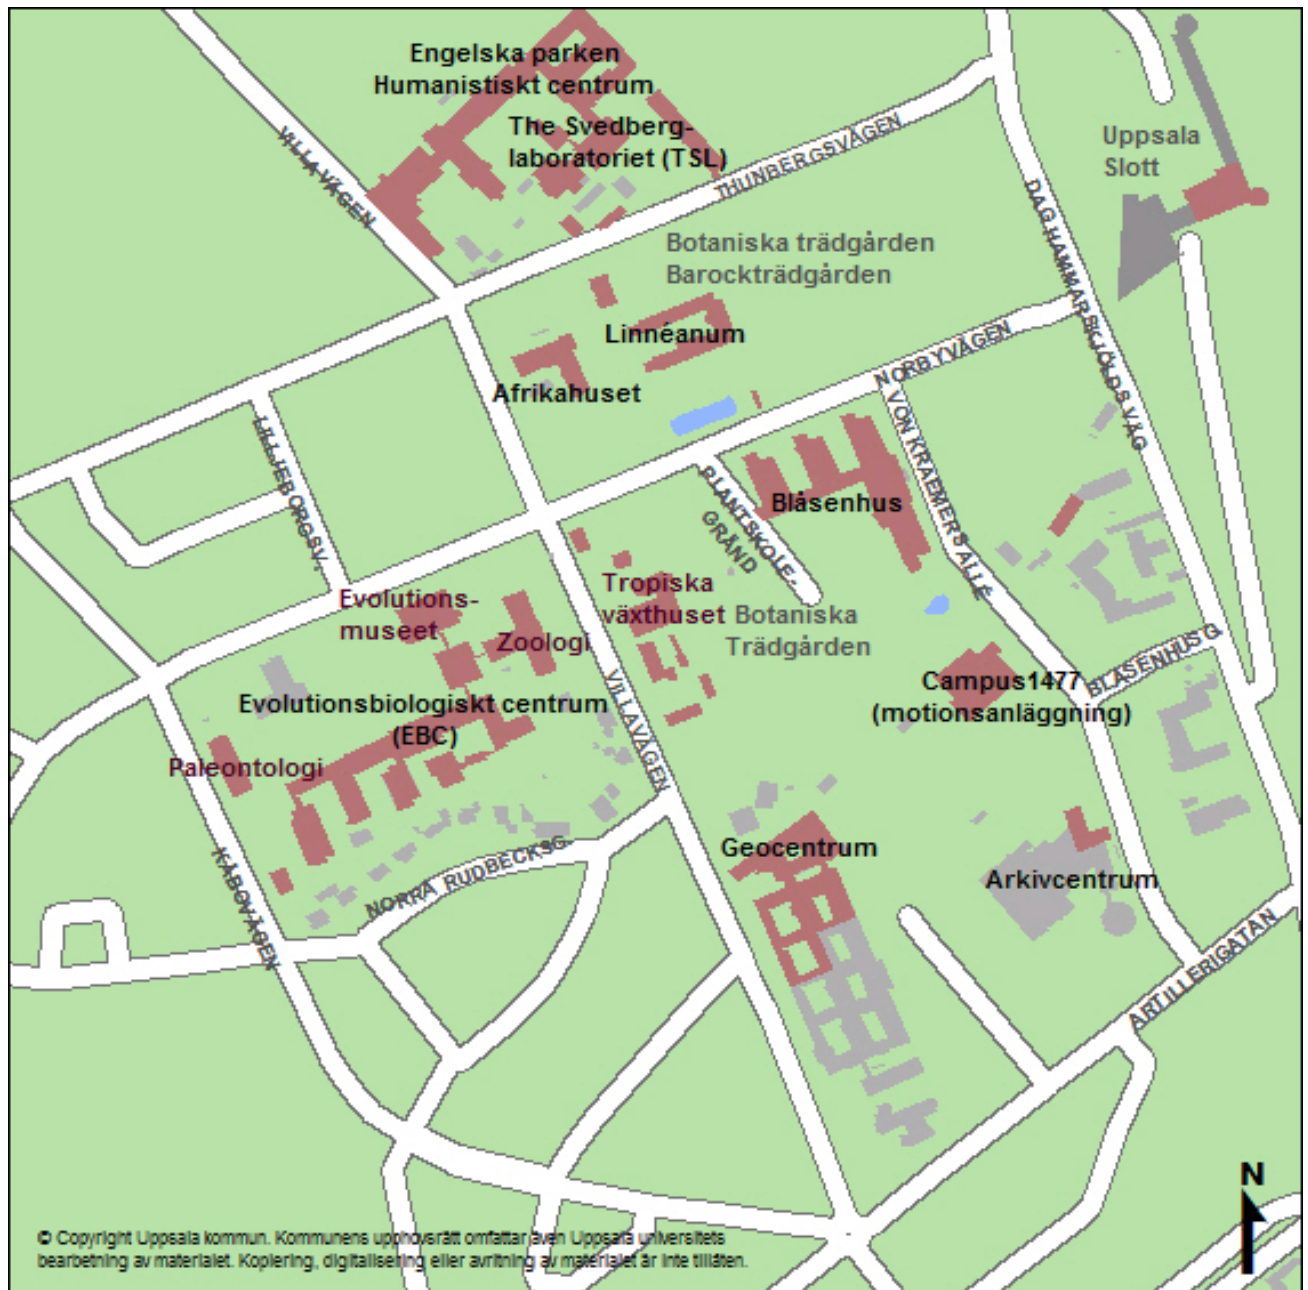 Engelska parken
Humanistiskt centrum
The Svedberg-
laboratoriet (TSL)
VILLAVÄGEN
THUNBERGSVÄGEN
Uppsala
Slott
DAG HAMMARSKJÖLDS VÄG
Botaniska trädgården
Barockträdgården
Linnéanum
Afrikahuset
NORBYVÄGEN
VON KRAEMERS ALLÉ
LILLJEBORGSV.
PLANTSKOLE-
GRÄND
Blåsenhus
Tropiska
växthuset
Botaniska
Trädgården
Evolutions-
museet
Zoologi
Evolutionsbiologiskt centrum
(EBC)
Paleontologi
VILLAVÄGEN
Campus1477
(motionsanläggning)
BLÅSENHUSG.
Geocentrum
Arkivcentrum
NORRA RUDBECKSG.
KÅBOVÄGEN
ARTILLERIGATAN
N
© Copyright Uppsala kommun. Kommunens upphovsrätt omfattar även Uppsala universitets
bearbetning av materialet. Kopiering, digitalisering eller avritning av materialet är inte tillåten.